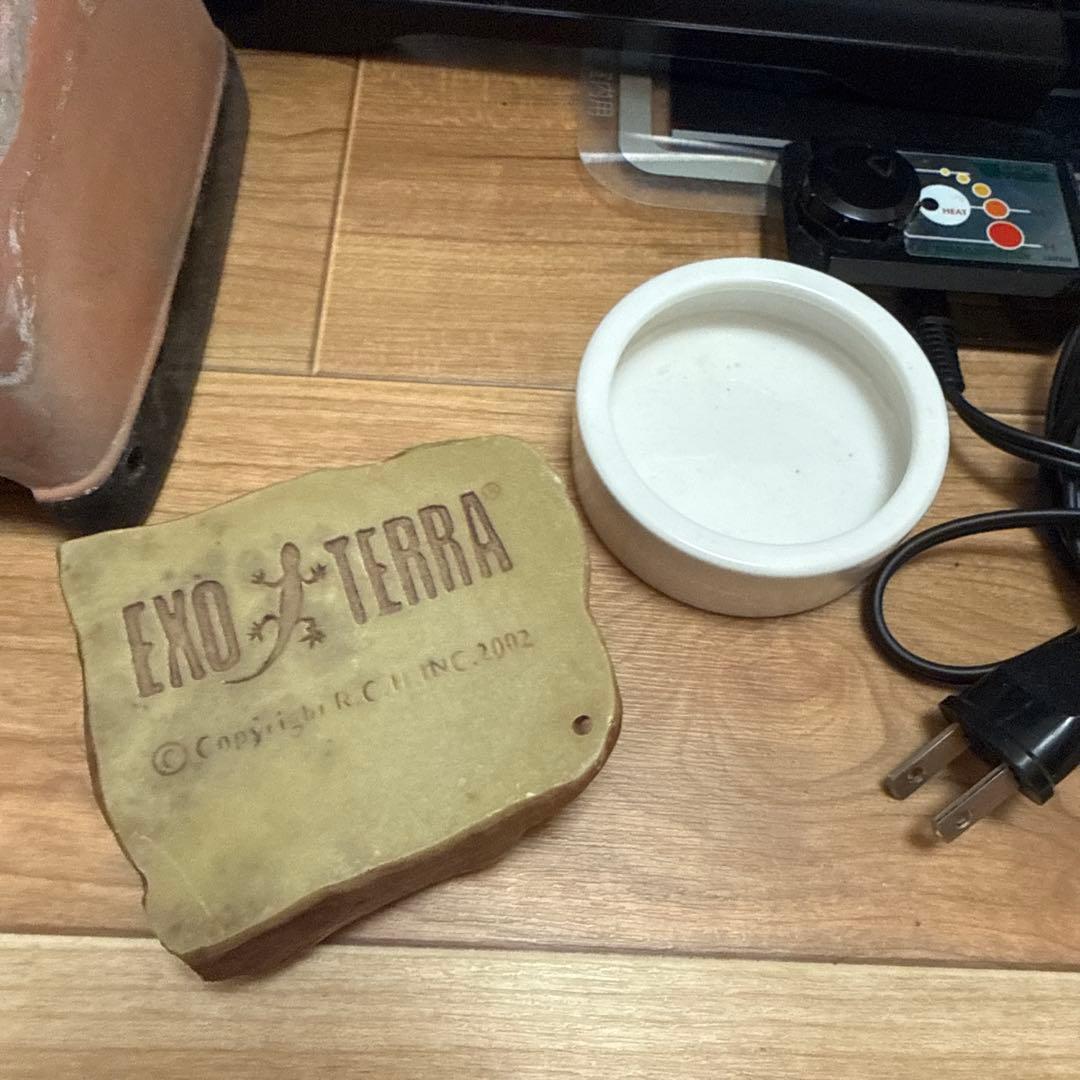 HEAT
H
EXO TERRA®
© Copyright R.C.H. INC. 2002